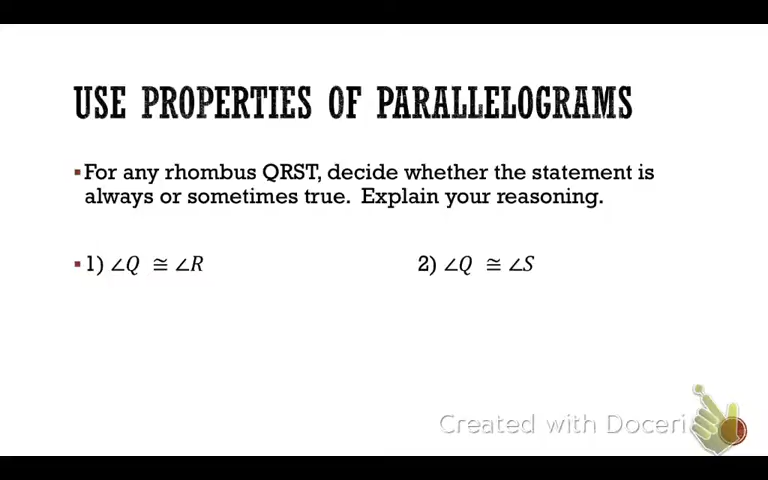 USE PROPERTIES OF PARALLELOGRAMS
▪For any rhombus QRST, decide whether the statement is
always or sometimes true.  Explain your reasoning.
▪1) ∠Q ≅ ∠R 2) ∠Q ≅ ∠S
Created with Doceri